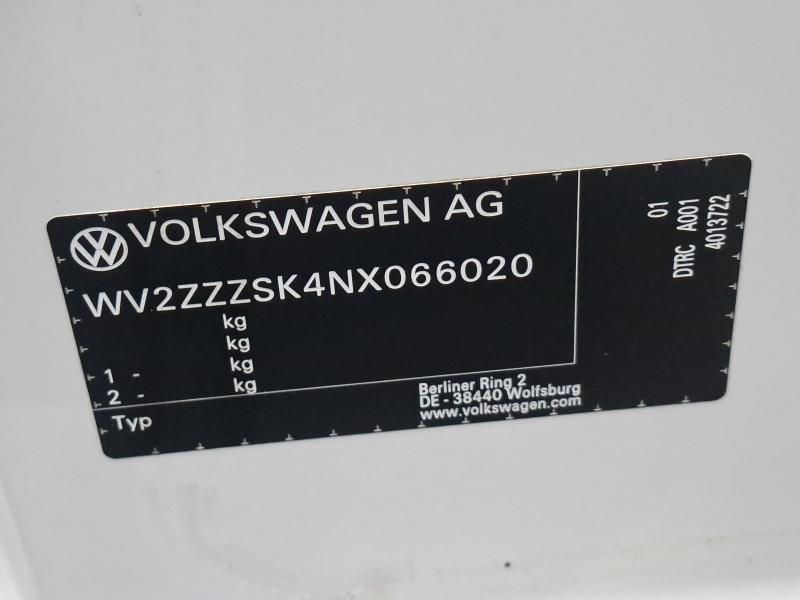 VOLKSWAGEN AG
WV2ZZZSK4NX066020
kg
kg
1 - kg
2 - kg
Typ
Berliner Ring 2
DE - 38440 Wolfsburg
www.volkswagen.com
01
DTRC A001
4013722